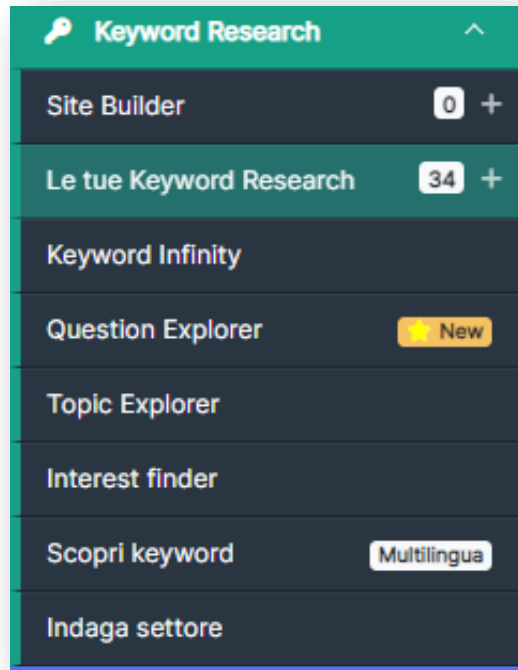 Keyword Research
Site Builder 0 +
Le tue Keyword Research 34 +
Keyword Infinity
Question Explorer New
Topic Explorer
Interest finder
Scopri keyword Multilingua
Indaga settore